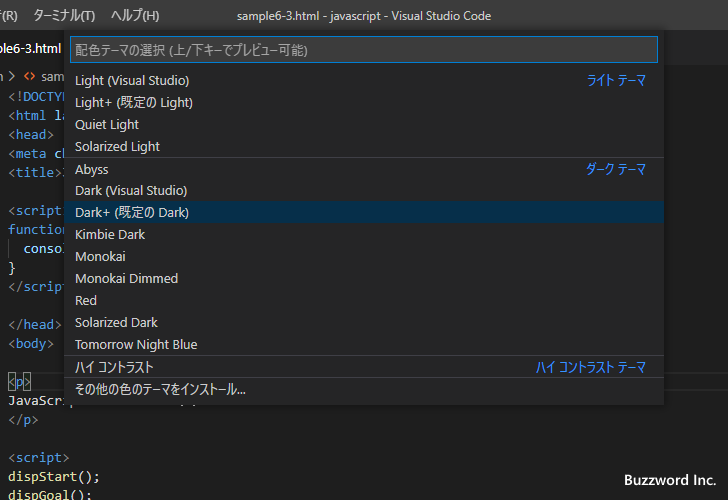 (R) ターミナル(T) ヘルプ(H) sample6-3.html - javascript - Visual Studio Code
ple6-3.html
配色テーマの選択 (上/下キーでプレビュー可能)
<> sam
Light (Visual Studio) ライト テーマ
<!DOCTYP
Light+ (既定の Light)
<html la
Quiet Light
<head>
Solarized Light
<meta ch
Abyss ダーク テーマ
<title>
Dark (Visual Studio)
Dark+ (既定の Dark)
<script
function
Kimbie Dark
consol
Monokai
}
Monokai Dimmed
</script
Red
Solarized Dark
</head>
Tomorrow Night Blue
<body>
ハイ コントラスト ハイ コントラスト テーマ
<p>
その他の色のテーマをインストール...
JavaScr
</p>
<script>
dispStart();
dispGoal();
Buzzword Inc.